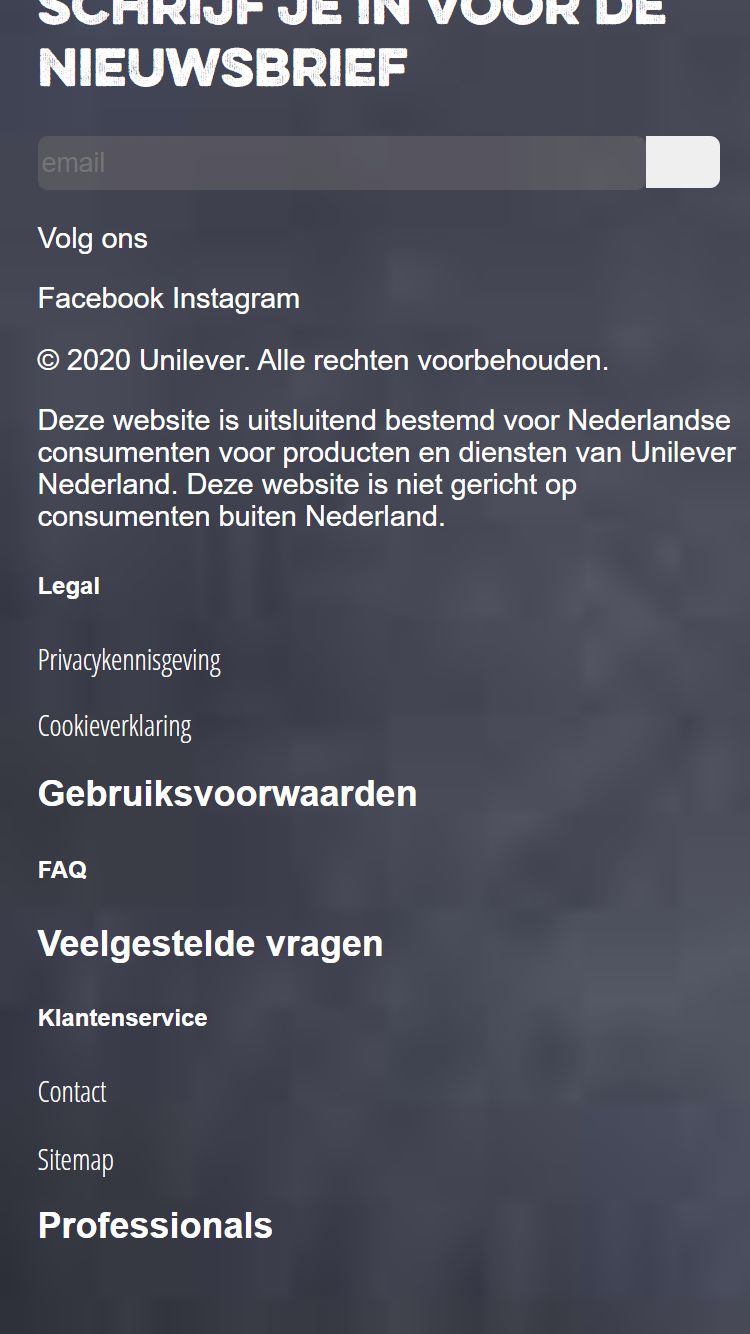 SCHRIJF JE IN VOOR DE
NIEUWSBRIEF
email
Volg ons
Facebook Instagram
© 2020 Unilever. Alle rechten voorbehouden.
Deze website is uitsluitend bestemd voor Nederlandse
consumenten voor producten en diensten van Unilever
Nederland. Deze website is niet gericht op
consumenten buiten Nederland.
Legal
Privacykennisgeving
Cookieverklaring
Gebruiksvoorwaarden
FAQ
Veelgestelde vragen
Klantenservice
Contact
Sitemap
Professionals